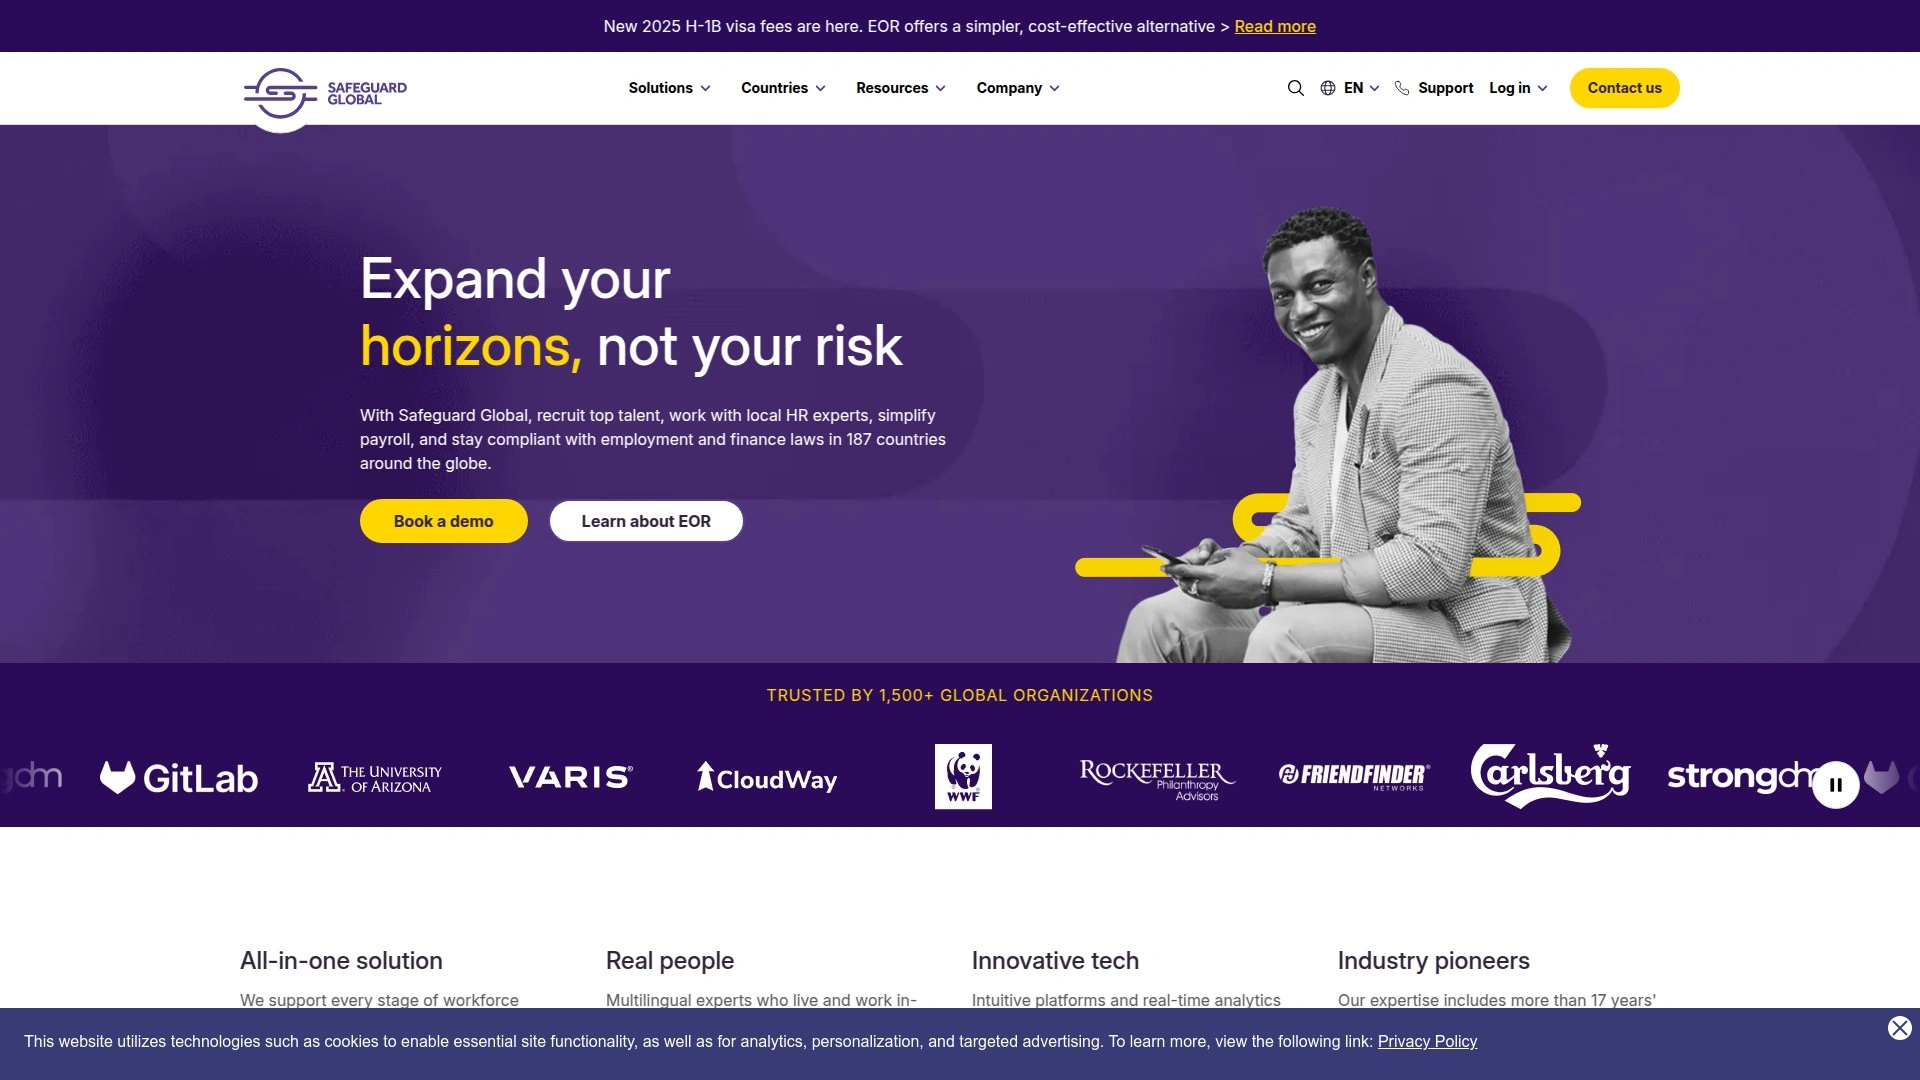 New 2025 H-1B visa fees are here. EOR offers a simpler, cost-effective alternative > Read more
SAFEGUARD
GLOBAL
Solutions
Countries
Resources
Company
EN
Support
Log in
Contact us
Expand your
horizons, not your risk
With Safeguard Global, recruit top talent, work with local HR experts, simplify
payroll, and stay compliant with employment and finance laws in 187 countries
around the globe.
Book a demo
Learn about EOR
TRUSTED BY 1,500+ GLOBAL ORGANIZATIONS
gdm
GitLab
A THE UNIVERSITY
OF ARIZONA
VARIS®
CloudWay
WWF
ROCKEFELLER
Philanthropy
Advisors
FRIENDFINDER®
NETWORKS
Carlsberg
strongdm
All-in-one solution
We support every stage of workforce
Real people
Multilingual experts who live and work in-
Innovative tech
Intuitive platforms and real-time analytics
Industry pioneers
Our expertise includes more than 17 years'
This website utilizes technologies such as cookies to enable essential site functionality, as well as for analytics, personalization, and targeted advertising. To learn more, view the following link: Privacy Policy